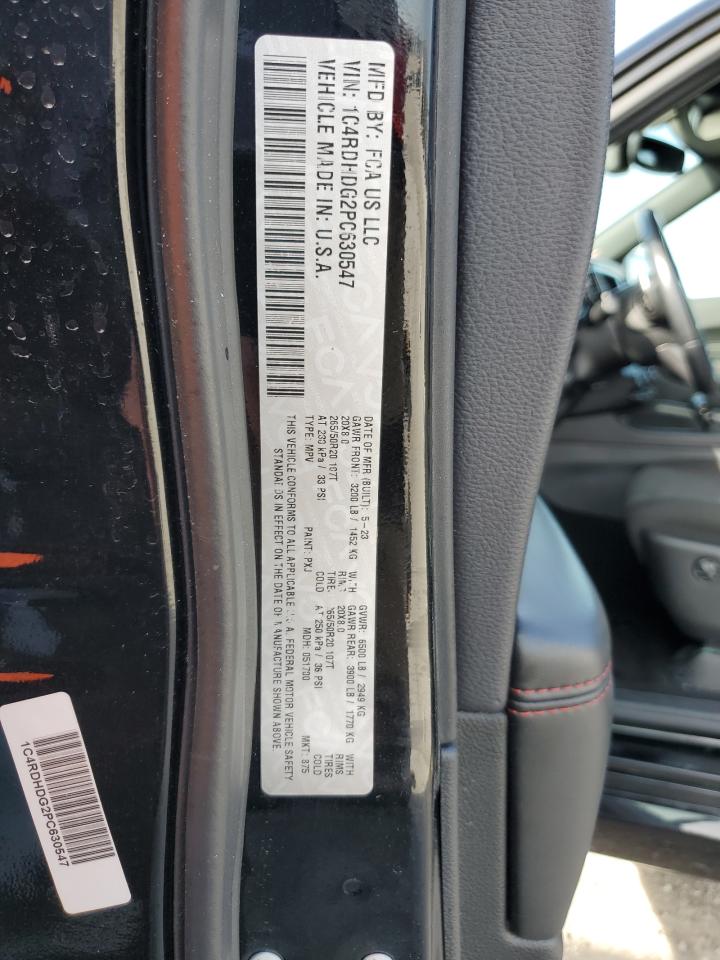 MFD BY: FCA US LLC
VIN: 1C4RDHDG2PC630547
VEHICLE MADE IN: U.S.A.
DATE OF MFR (BUILT): 5-23 GVWR: 6500 LB / 2949 KG
GAWR FRONT: 3200 LB / 1452 KG WITH GAWR REAR: 3900 LB / 1770 KG WITH
20X8.0 RIMS 20X8.0 RIMS
265/50R20 107T TIRES 265/50R20 107T TIRES
AT 230 kPa / 33 PSI COLD AT 250 kPa / 36 PSI COLD
TYPE: MPV PAINT: PXJ MDH: 051700 MKT: 875
THIS VEHICLE CONFORMS TO ALL APPLICABLE U.S.A. FEDERAL MOTOR VEHICLE SAFETY
STANDARDS IN EFFECT ON THE DATE OF MANUFACTURE SHOWN ABOVE.
1C4RDHDG2PC630547